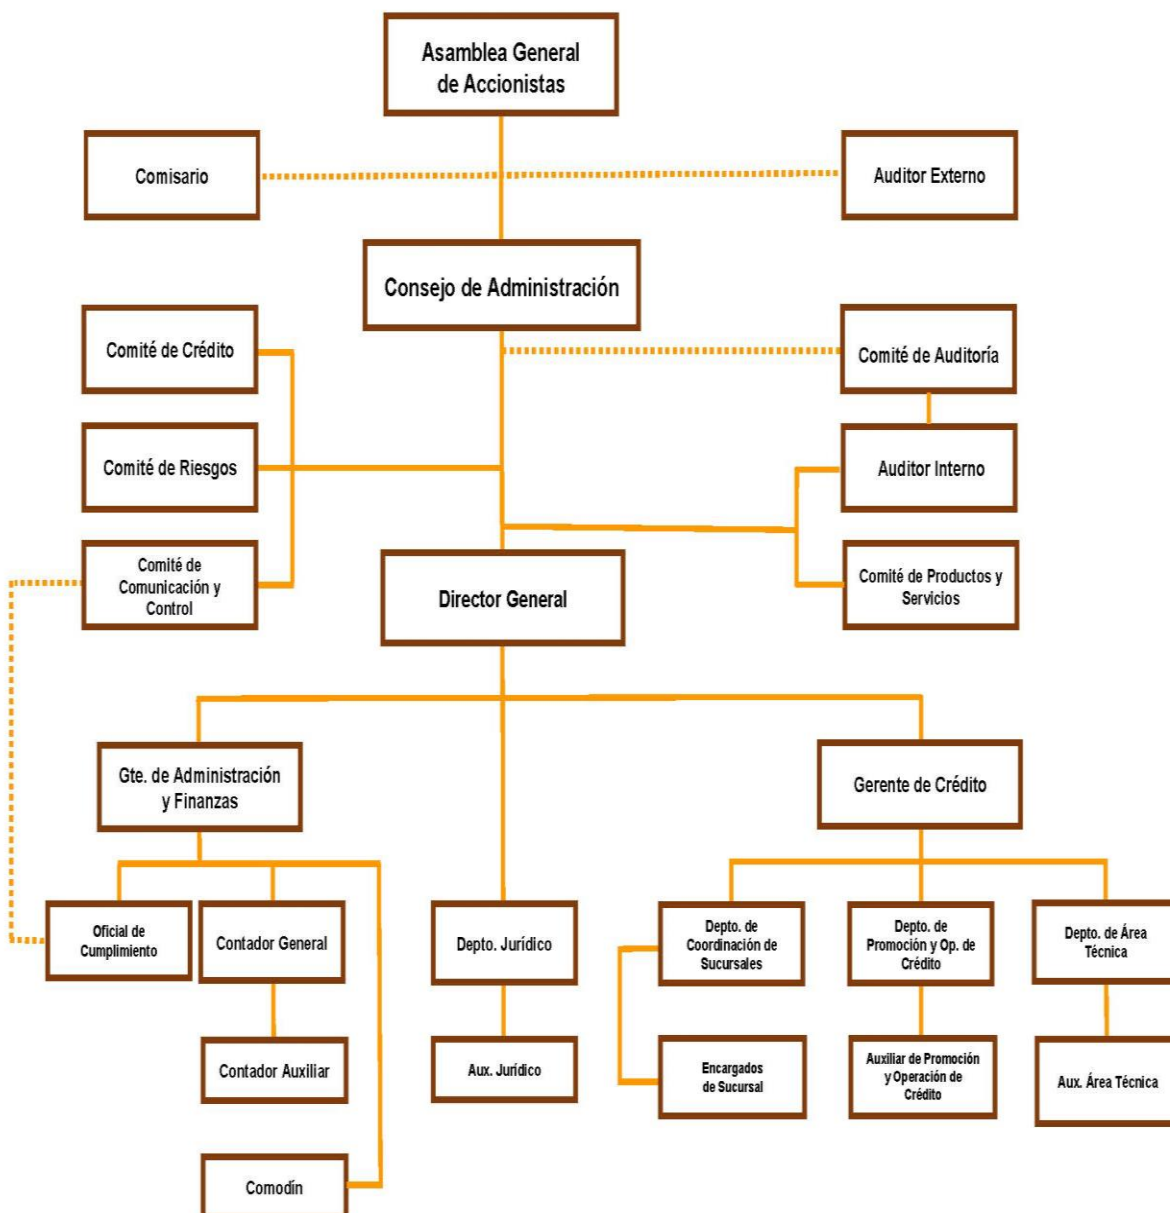 Asamblea General
de Accionistas
Comisario
Auditor Externo
Consejo de Administración
Comité de Crédito
Comité de Auditoría
Comité de Riesgos
Auditor Interno
Comité de
Comunicación y
Control
Director General
Comité de Productos y
Servicios
Gte. de Administración
y Finanzas
Gerente de Crédito
Oficial de
Cumplimiento
Contador General
Depto. Jurídico
Depto. de
Coordinación de
Sucursales
Depto. de
Promoción y Op. de
Crédito
Depto. de Área
Técnica
Contador Auxiliar
Aux. Jurídico
Encargados
de Sucursal
Auxiliar de Promoción
y Operación de
Crédito
Aux. Área Técnica
Comodín